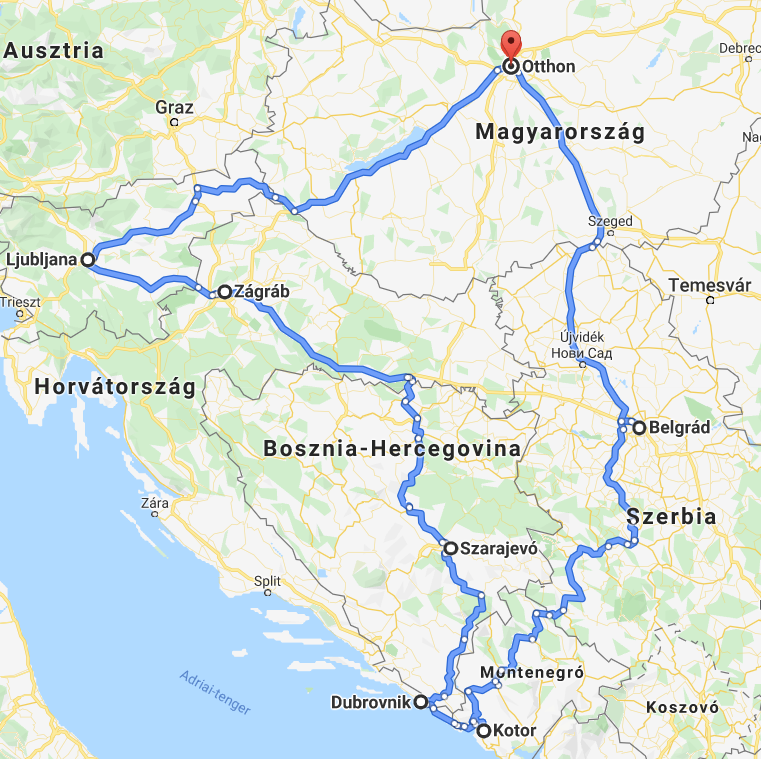 Ausztria
Otthon
Debrec
Graz
Magyarország
Na
Szeged
Ljubljana
Temesvár
Zágráb
Trieszt
Újvidék
Нови Сад
Horvátország
Belgrád
Bosznia-Hercegovina
Zára
Szerbia
Szarajevó
Split
Montenegró
Adriai-tenger
Dubrovnik
Koszovó
Kotor